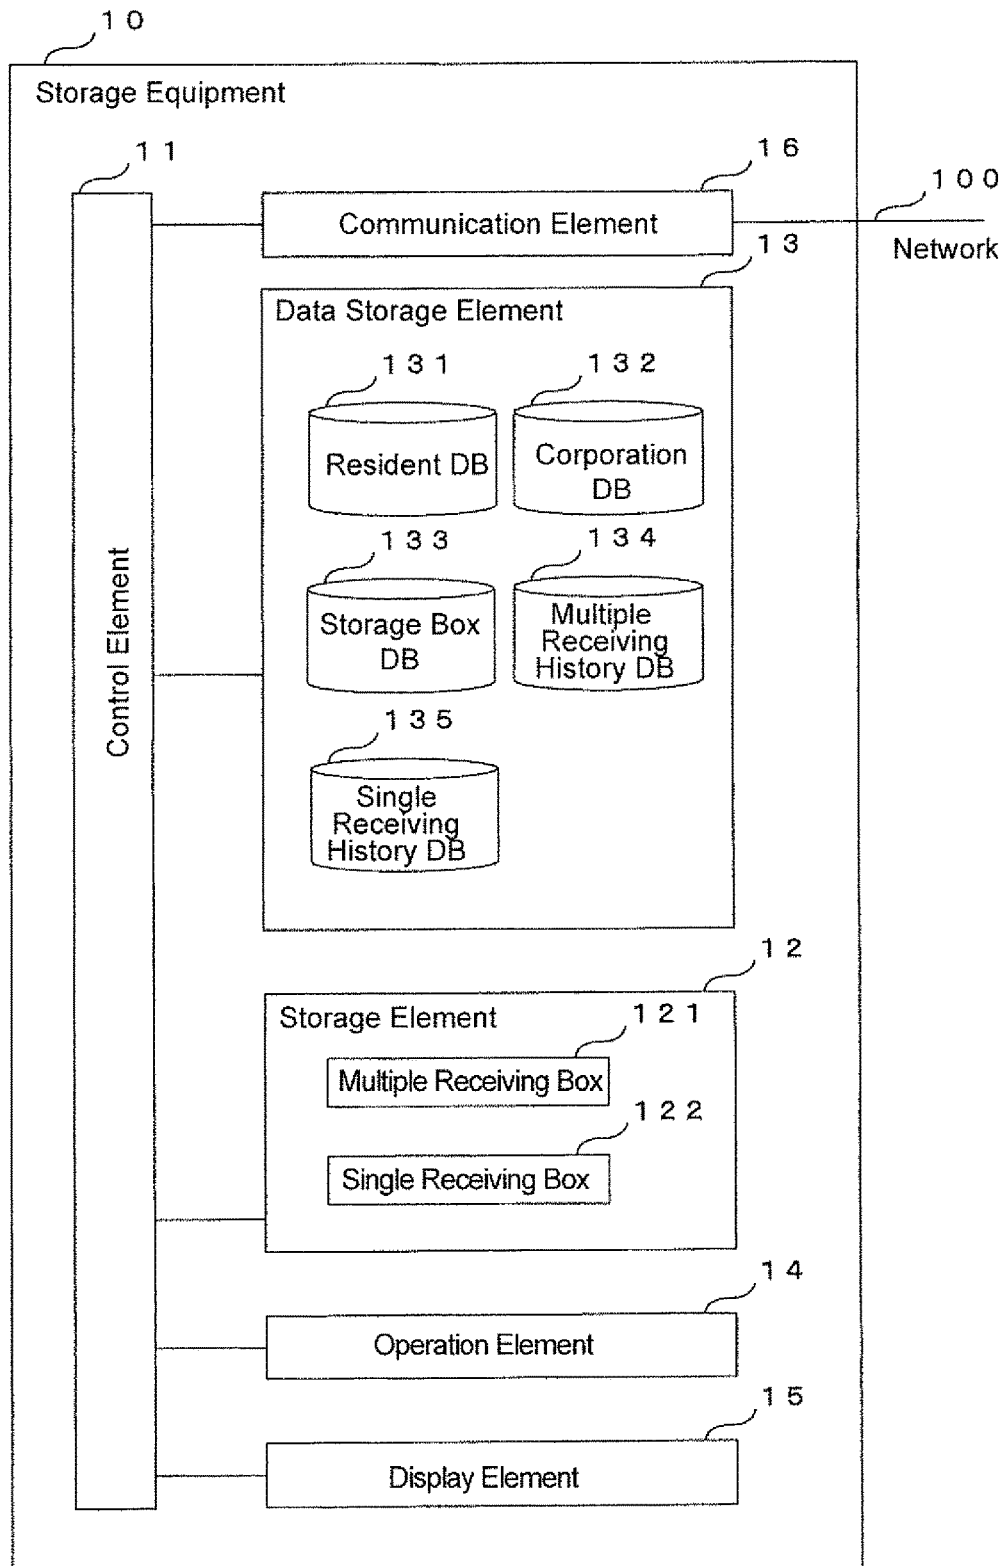 10
Storage Equipment
11
16
100
Communication Element
Network
13
Data Storage Element
131
132
Resident DB
Corporation
DB
133
134
Storage Box
DB
Multiple
Receiving
History DB
135
Single
Receiving
History DB
Control Element
12
Storage Element
121
Multiple Receiving Box
122
Single Receiving Box
14
Operation Element
15
Display Element